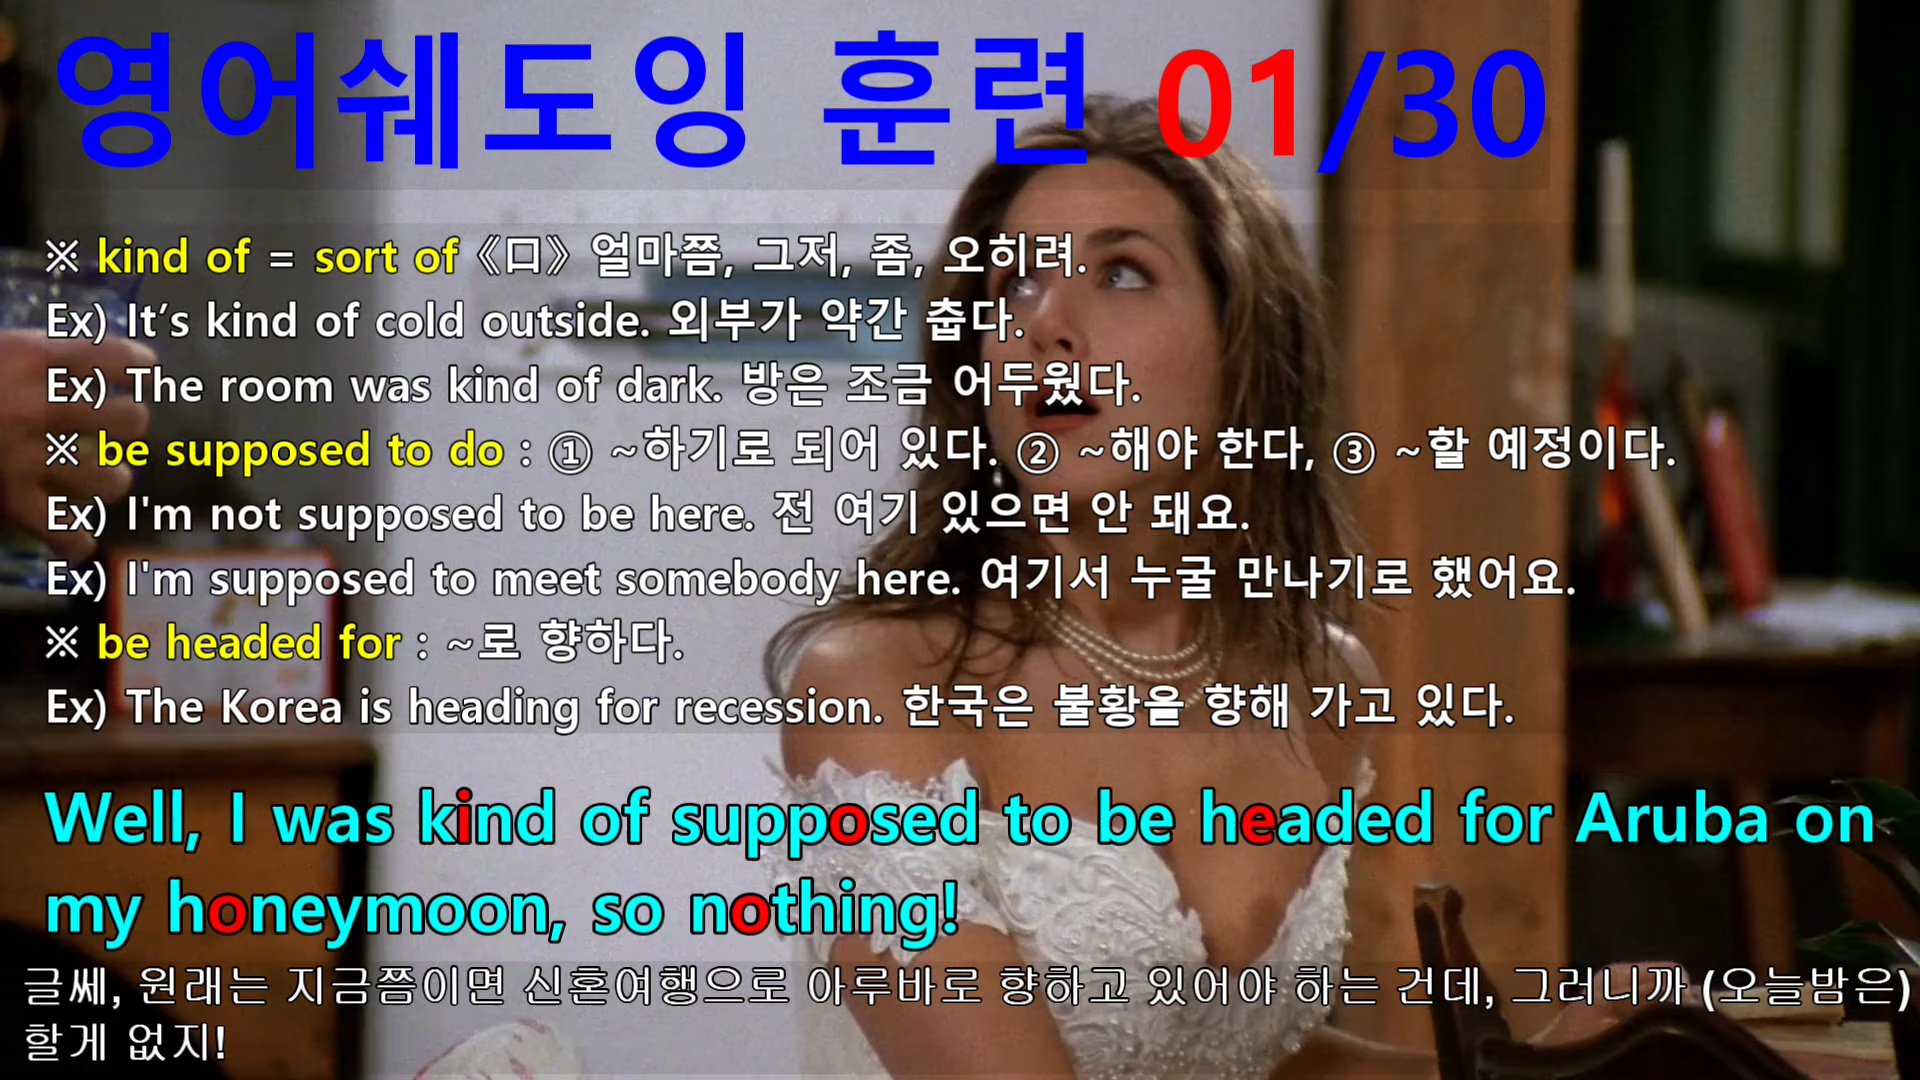 영어쉐도잉 훈련 01/30
※ kind of = sort of《口》얼마쯤, 그저, 좀, 오히려.
Ex) It’s kind of cold outside. 외부가 약간 춥다.
Ex) The room was kind of dark. 방은 조금 어두웠다.
※ be supposed to do : ① ~하기로 되어 있다. ② ~해야 한다, ③ ~할 예정이다.
Ex) I'm not supposed to be here. 전 여기 있으면 안 돼요.
Ex) I'm supposed to meet somebody here. 여기서 누굴 만나기로 했어요.
※ be headed for : ~로 향하다.
Ex) The Korea is heading for recession. 한국은 불황을 향해 가고 있다.
Well, I was kind of supposed to be headed for Aruba on
my honeymoon, so nothing!
글쎄, 원래는 지금쯤이면 신혼여행으로 아루바로 향하고 있어야 하는 건데, 그러니까 (오늘밤은)
할게 없지!